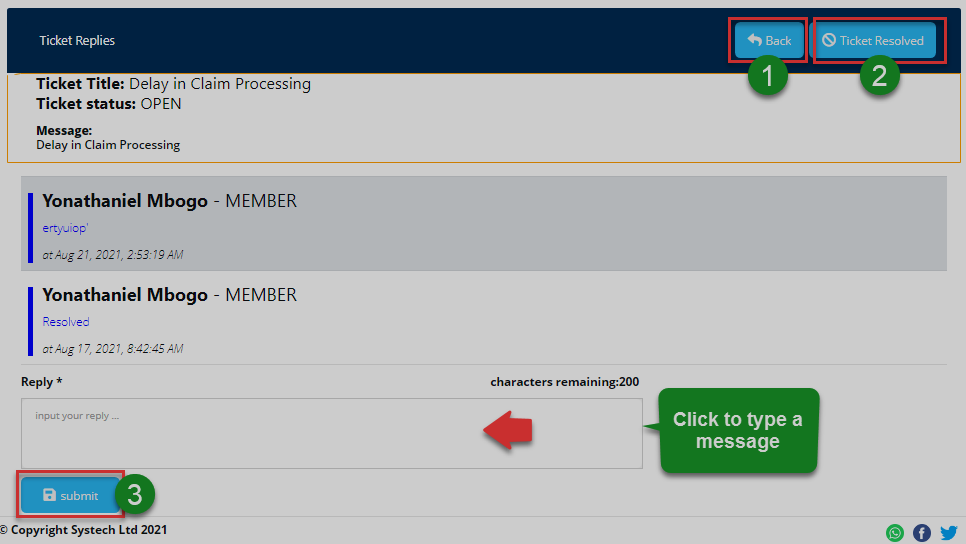 Ticket Replies
Back
Ticket Resolved
1
2
Ticket Title: Delay in Claim Processing
Ticket status: OPEN
Message:
Delay in Claim Processing
Yonathaniel Mbogo - MEMBER
ertyuiop'
at Aug 21, 2021, 2:53:19 AM
Yonathaniel Mbogo - MEMBER
Resolved
at Aug 17, 2021, 8:42:45 AM
Reply *
characters remaining:200
input your reply ...
Click to type a
message
submit
3
© Copyright Systech Ltd 2021